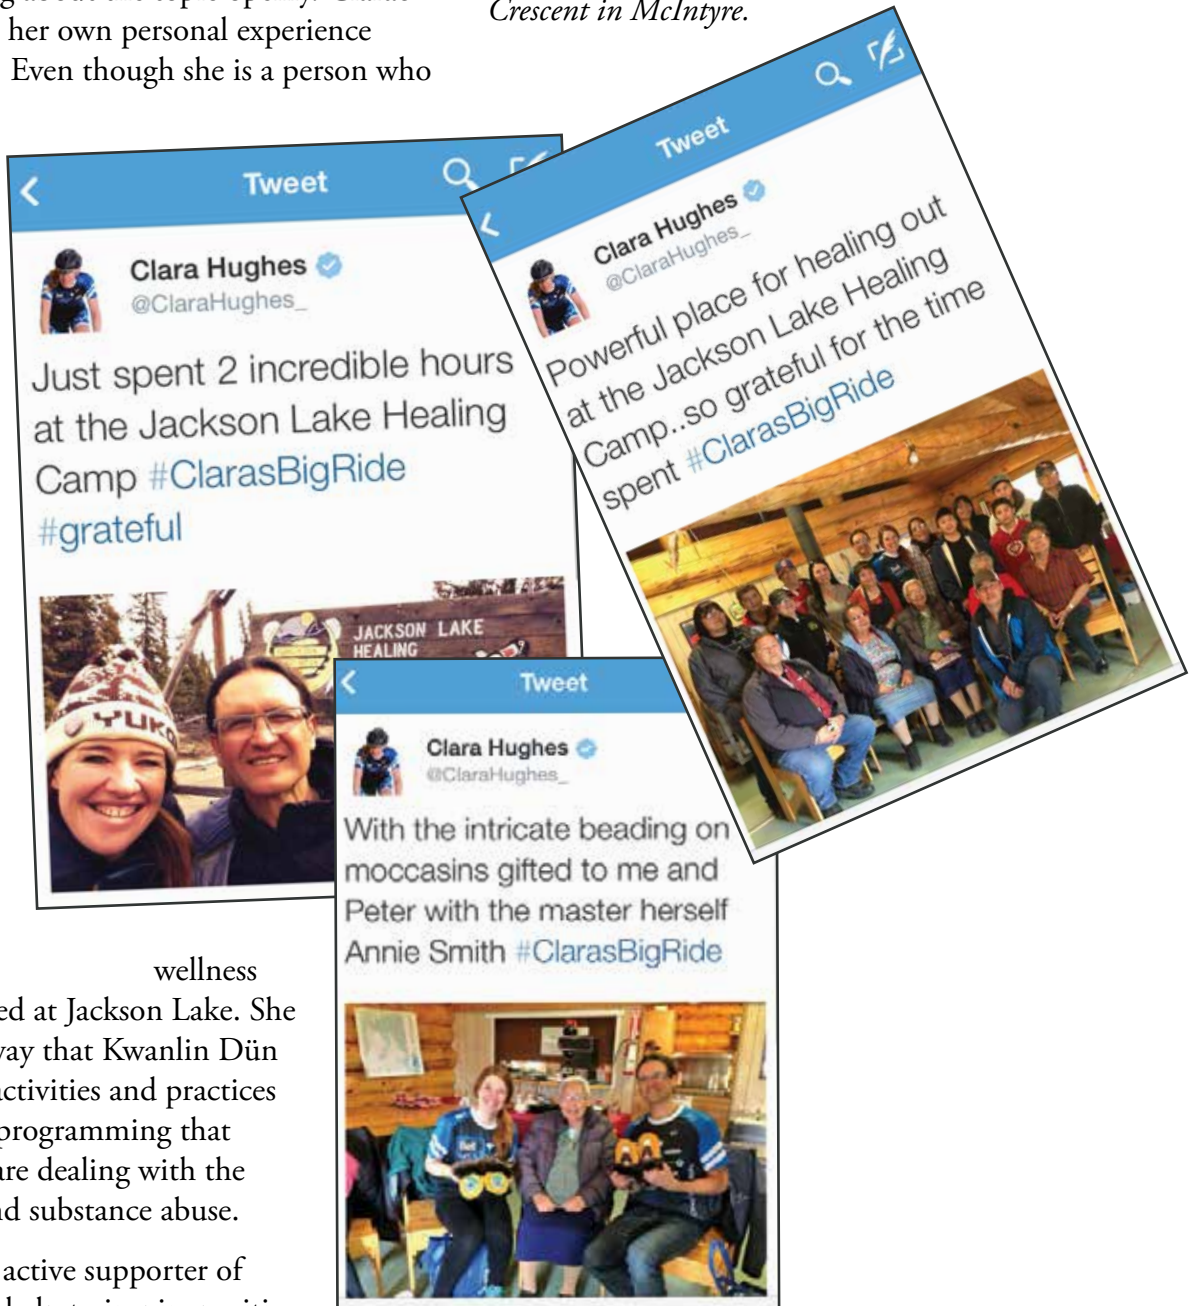 her own personal experience
Even though she is a person who
Crescent in McIntyre.
Tweet
Clara Hughes
@ClaraHughes_
Just spent 2 incredible hours
at the Jackson Lake Healing
Camp #ClarasBigRide
#grateful
JACKSON LAKE
HEALING
YUK
Tweet
Clara Hughes
@ClaraHughes_
Powerful place for healing out
at the Jackson Lake Healing
Camp..so grateful for the time
spent #ClarasBigRide
Tweet
Clara Hughes
@ClaraHughes_
With the intricate beading on
moccasins gifted to me and
Peter with the master herself
Annie Smith #ClarasBigRide
wellness
ed at Jackson Lake. She
way that Kwanlin Dün
activities and practices
programming that
are dealing with the
nd substance abuse.
active supporter of